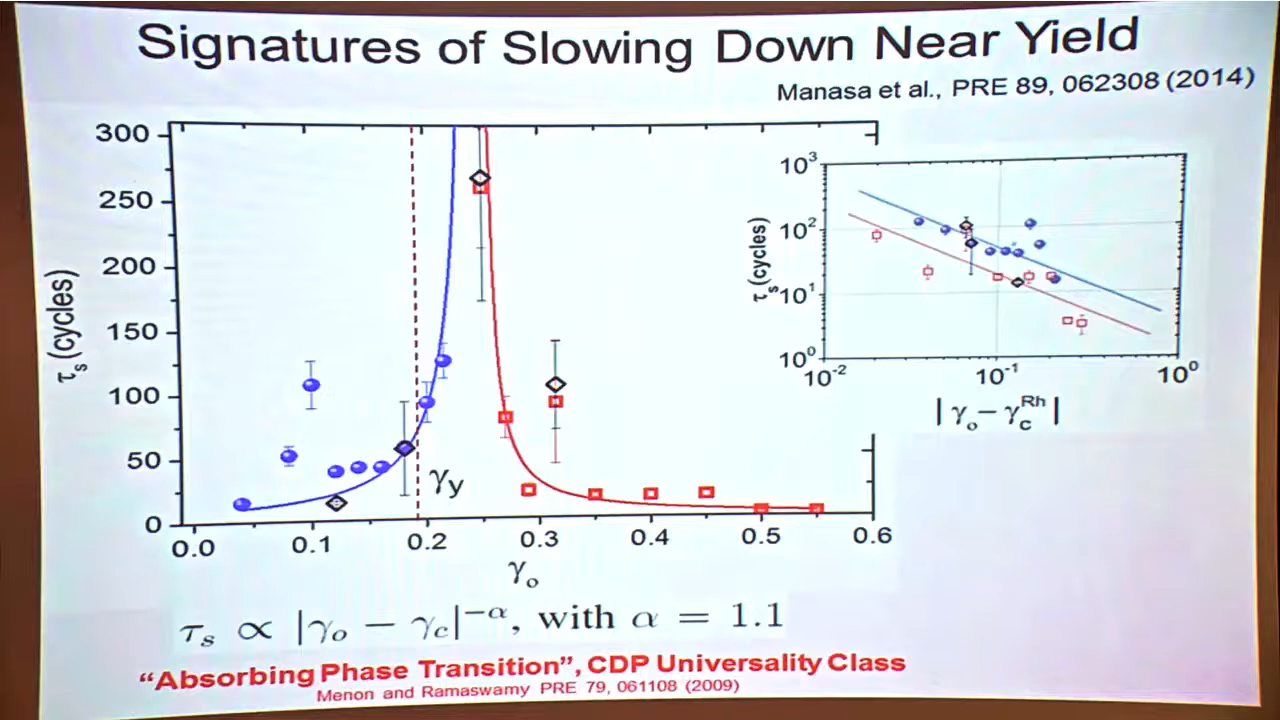 Signatures of Slowing Down Near Yield
Manasa et al., PRE 89, 062308 (2014)
300
250
200
150
100
50
0
τs (cycles)
γy
0.0 0.1 0.2 0.3 0.4 0.5 0.6
γo
10³
10²
10¹
10⁰
τs (cycles)
10⁻² 10⁻¹ 10⁰
| γo − γc^Rh |
τs ∝ |γo − γc|^−α, with α = 1.1
“Absorbing Phase Transition”, CDP Universality Class
Menon and Ramaswamy PRE 79, 061108 (2009)